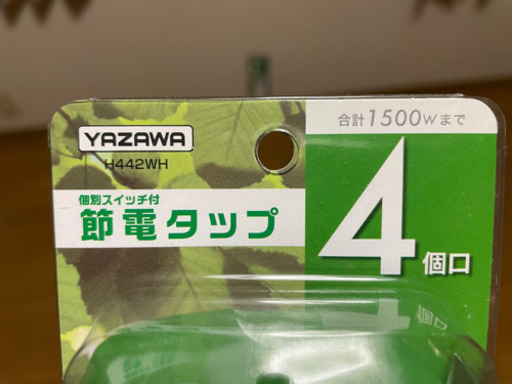 YAZAWA
H442WH
合計1500Wまで
個別スイッチ付
節電タップ
4個口
個口